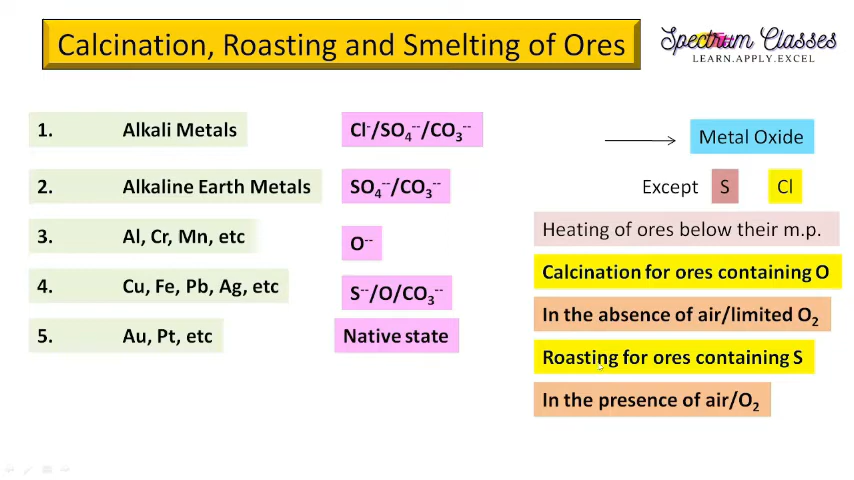 Calcination, Roasting and Smelting of Ores
Spectrum Classes
LEARN.APPLY.EXCEL
1. Alkali Metals Cl⁻/SO₄⁻⁻/CO₃⁻⁻
2. Alkaline Earth Metals SO₄⁻⁻/CO₃⁻⁻
3. Al, Cr, Mn, etc O⁻⁻
4. Cu, Fe, Pb, Ag, etc S⁻⁻/O/CO₃⁻⁻
5. Au, Pt, etc Native state
Metal Oxide
Except S Cl
Heating of ores below their m.p.
Calcination for ores containing O
In the absence of air/limited O₂
Roasting for ores containing S
In the presence of air/O₂